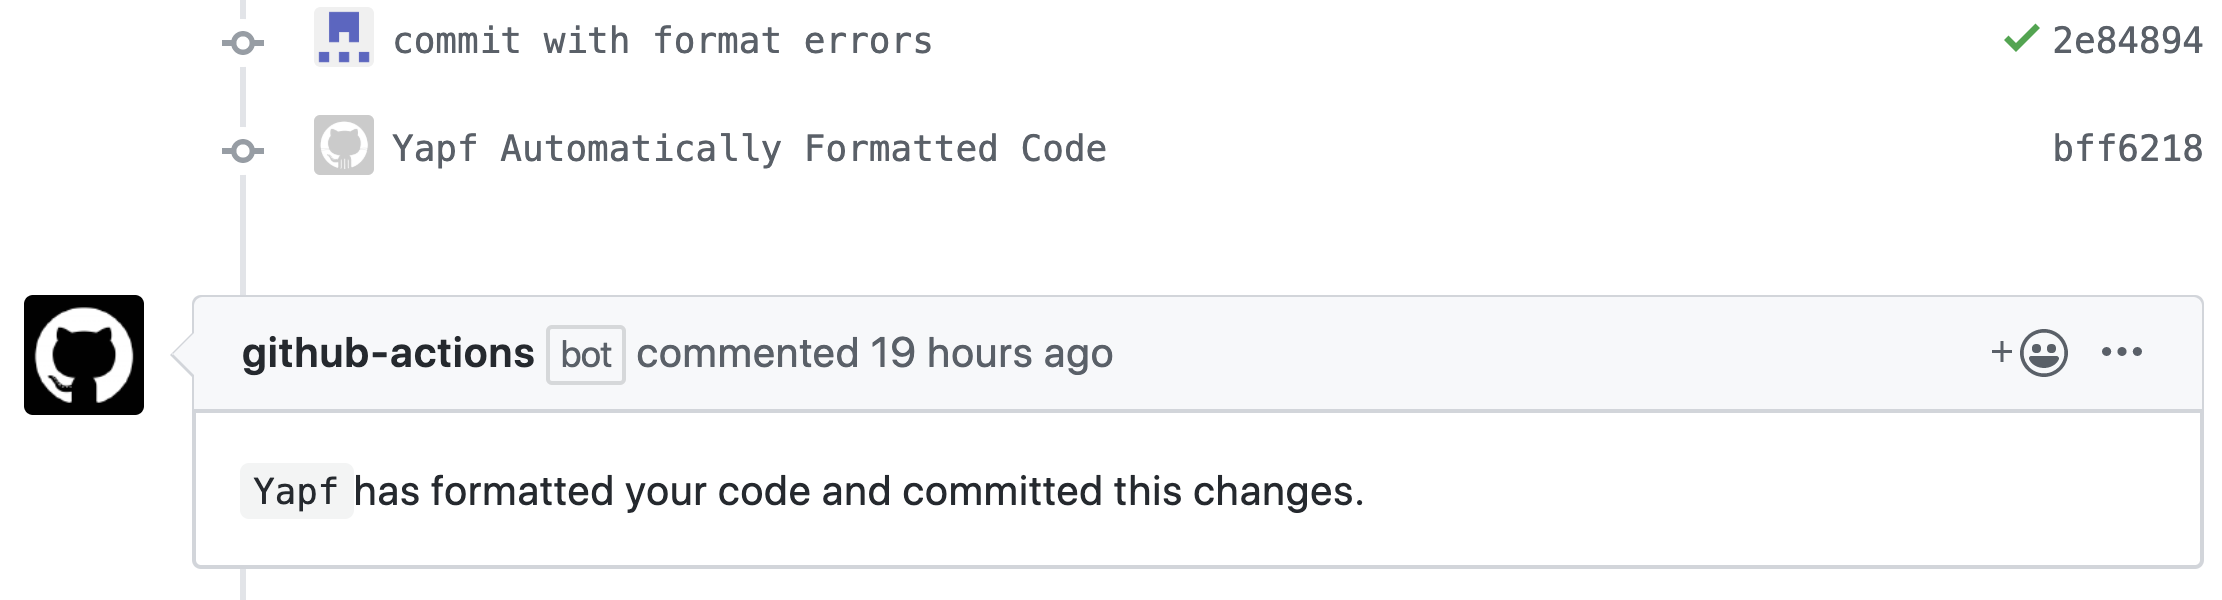 commit with format errors 2e84894
Yapf Automatically Formatted Code bff6218
github-actions bot commented 19 hours ago
Yapf has formatted your code and committed this changes.